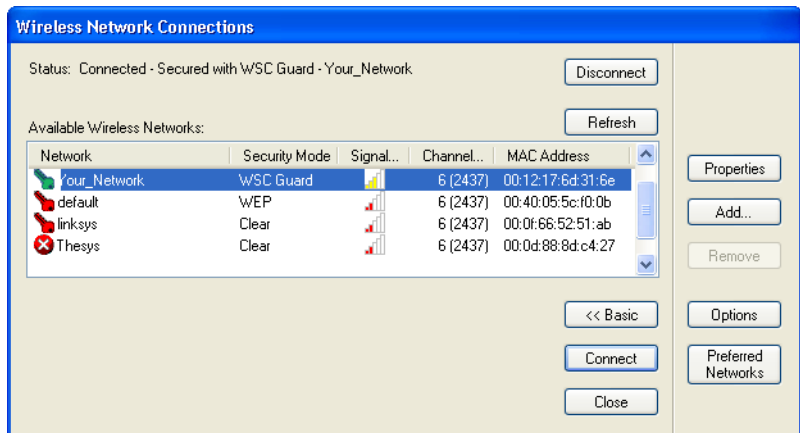 Wireless Network Connections
Status: Connected - Secured with WSC Guard - Your_Network
Disconnect
Refresh
Available Wireless Networks:
Network Security Mode Signal... Channel... MAC Address
Your_Network WSC Guard 6 (2437) 00:12:17:6d:31:6e
default WEP 6 (2437) 00:40:05:5c:f0:0b
linksys Clear 6 (2437) 00:0f:66:52:51:ab
Thesys Clear 6 (2437) 00:0d:88:8d:c4:27
Properties
Add...
Remove
<< Basic
Options
Connect
Preferred
Networks
Close